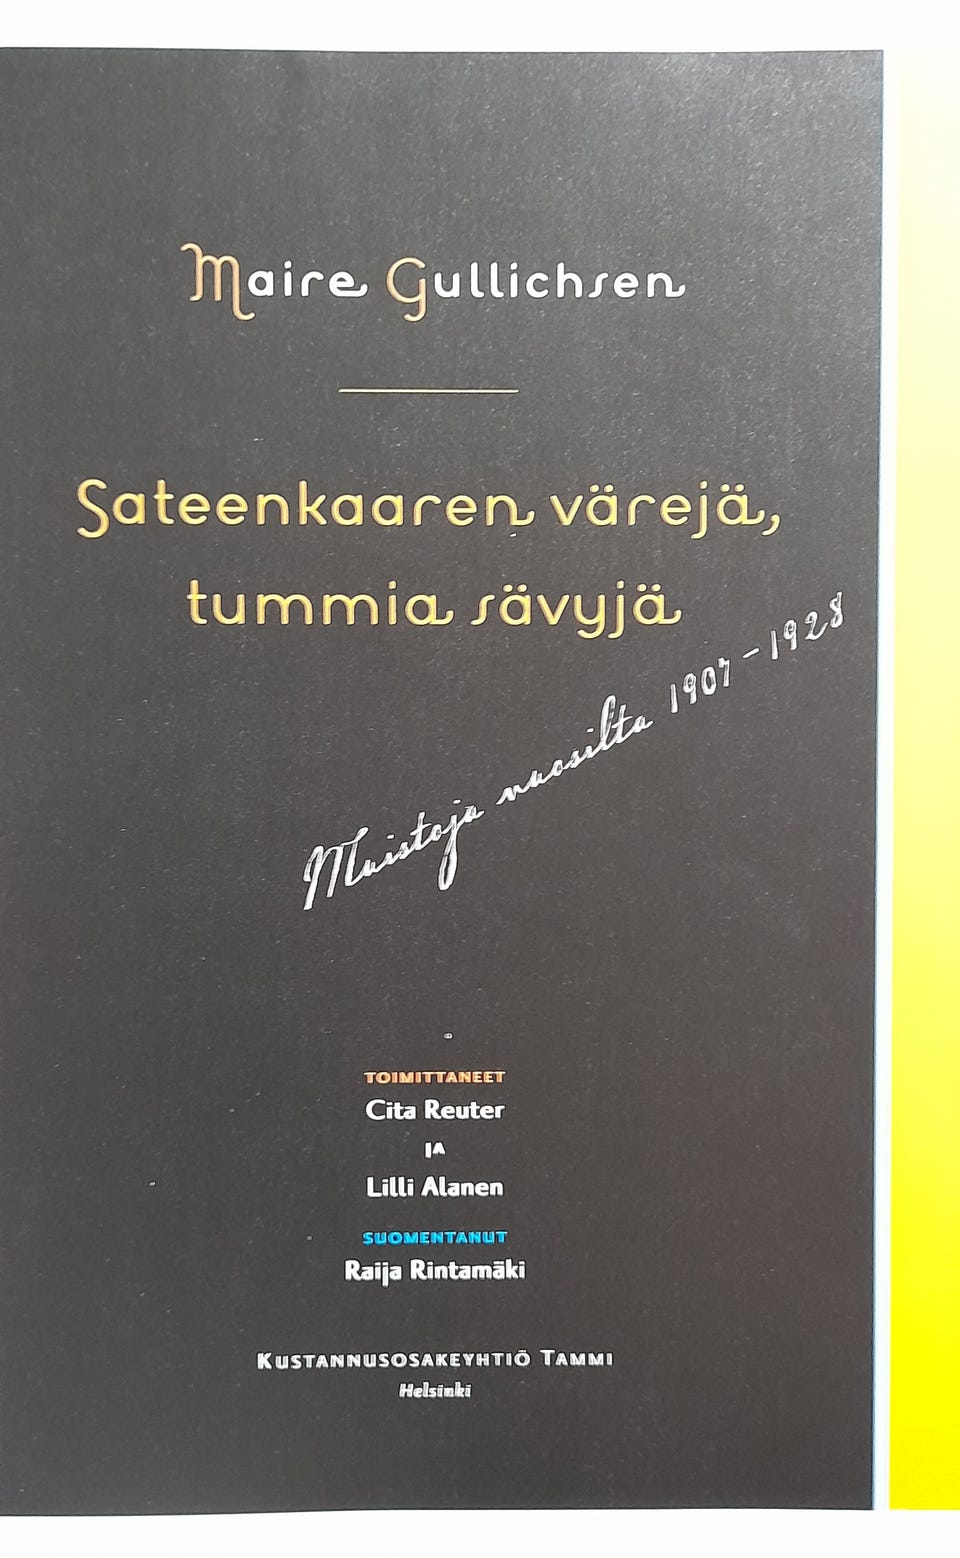 Maire Gullichsen
Sateenkaaren värejä,
tummia sävyjä
Muistoja vuosilta 1907–1928
TOIMITTANEET
Cita Reuter
JA
Lilli Alanen
SUOMENTANUT
Raija Rintamäki
KUSTANNUSOSAKEYHTIÖ TAMMI
Helsinki